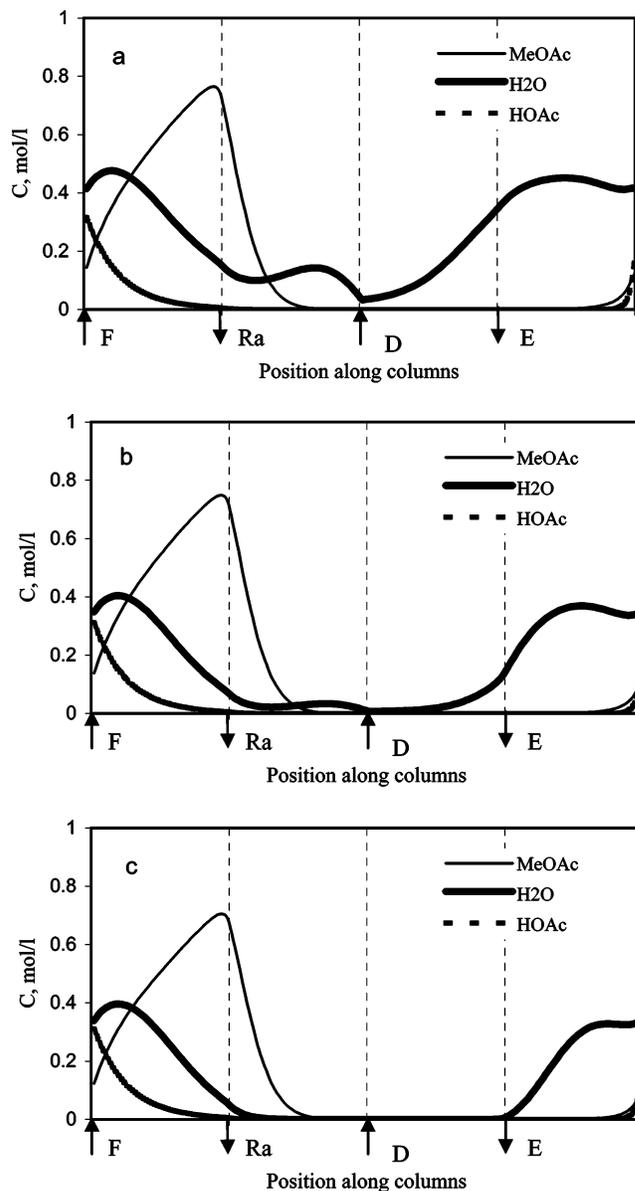 1
a
MeOAc
0.8
H2O
HOAc
0.6
C, mol/l
0.4
0.2
0
F
Ra
D
E
Position along columns
1
b
MeOAc
0.8
H2O
HOAc
0.6
C, mol/l
0.4
0.2
0
F
Ra
D
E
Position along columns
1
c
MeOAc
0.8
H2O
HOAc
0.6
C, mol/l
0.4
0.2
0
F
Ra
D
E
Position along columns